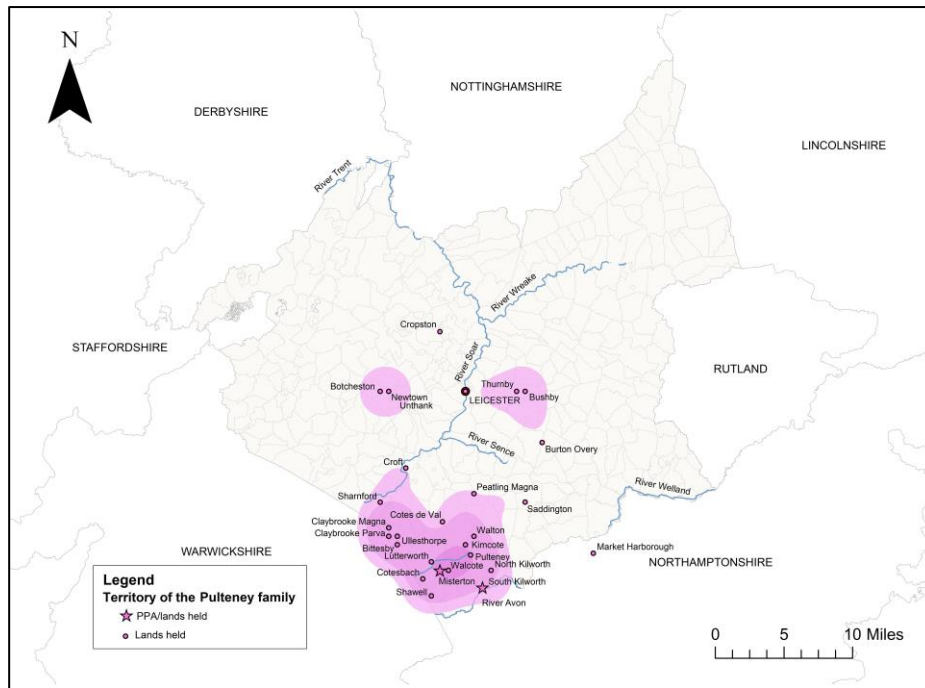 N
NOTTINGHAMSHIRE
DERBYSHIRE
LINCOLNSHIRE
River Trent
River Wreake
Cropston
River Soar
STAFFORDSHIRE
RUTLAND
Botcheston
Newtown
Unthank
LEICESTER
Thurnby
Bushby
River Sence
Burton Overy
Croft
River Welland
Sharnford
Peatling Magna
Saddington
Cotes de Val
Claybrooke Magna
Claybrooke Parva
Ullesthorpe
Walton
Bittesby
Kimcote
WARWICKSHIRE
Lutterworth
Pulteney
Market Harborough
NORTHAMPTONSHIRE
Walcote
North Kilworth
Cotesbach
Misterton
South Kilworth
Shawell
River Avon
Legend
Territory of the Pulteney family
PPA/lands held
Lands held
0 5 10 Miles